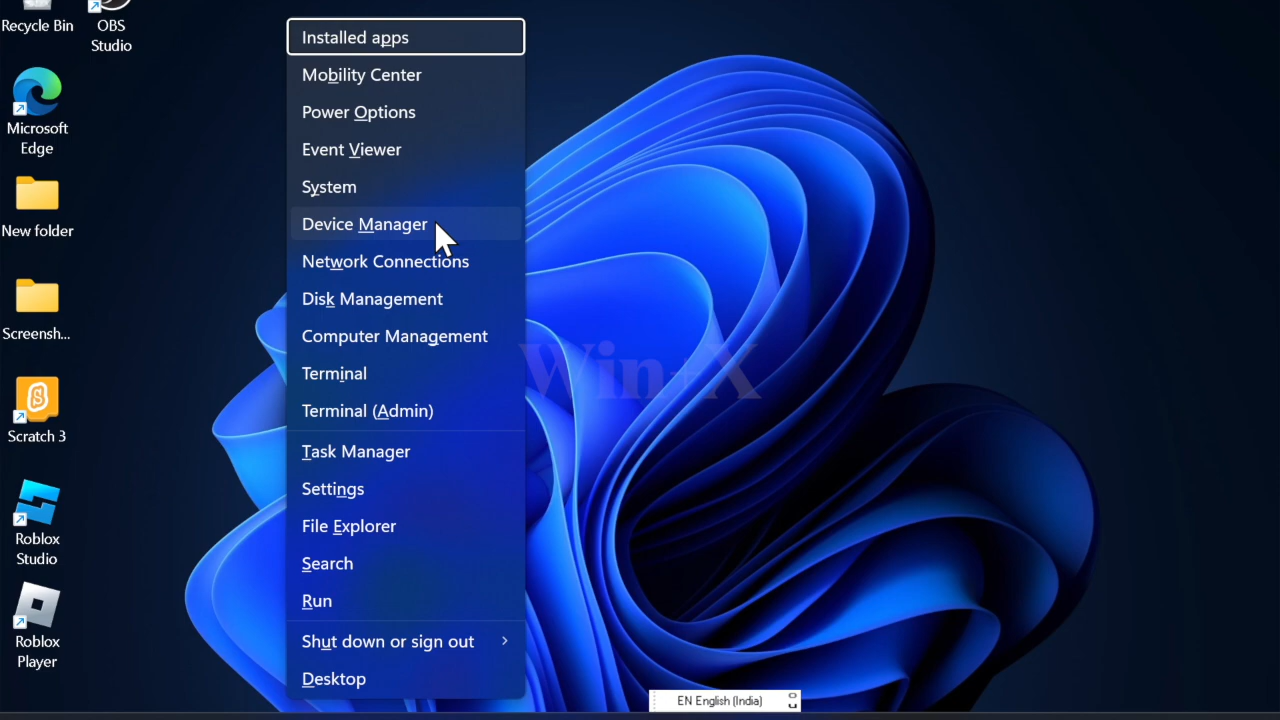 Recycle Bin
OBS
Studio
Microsoft
Edge
New folder
Screensh...
Scratch 3
Roblox
Studio
Roblox
Player
Installed apps
Mobility Center
Power Options
Event Viewer
System
Device Manager
Network Connections
Disk Management
Computer Management
Terminal
Terminal (Admin)
Task Manager
Settings
File Explorer
Search
Run
Shut down or sign out
Desktop
Win+X
EN English (India)